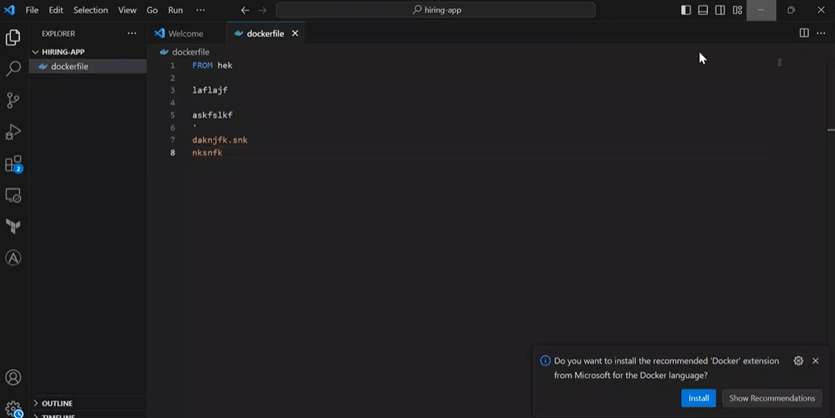 File Edit Selection View Go Run ··· hiring-app
EXPLORER ···
Welcome
dockerfile
HIRING-APP
dockerfile
dockerfile
1 FROM hek
2
3 laflajf
4
5 askfslkf
6 '
7 daknjfk.snk
8 nksnfk
2
Do you want to install the recommended 'Docker' extension
from Microsoft for the Docker language?
Install Show Recommendations
OUTLINE
TIMELINE